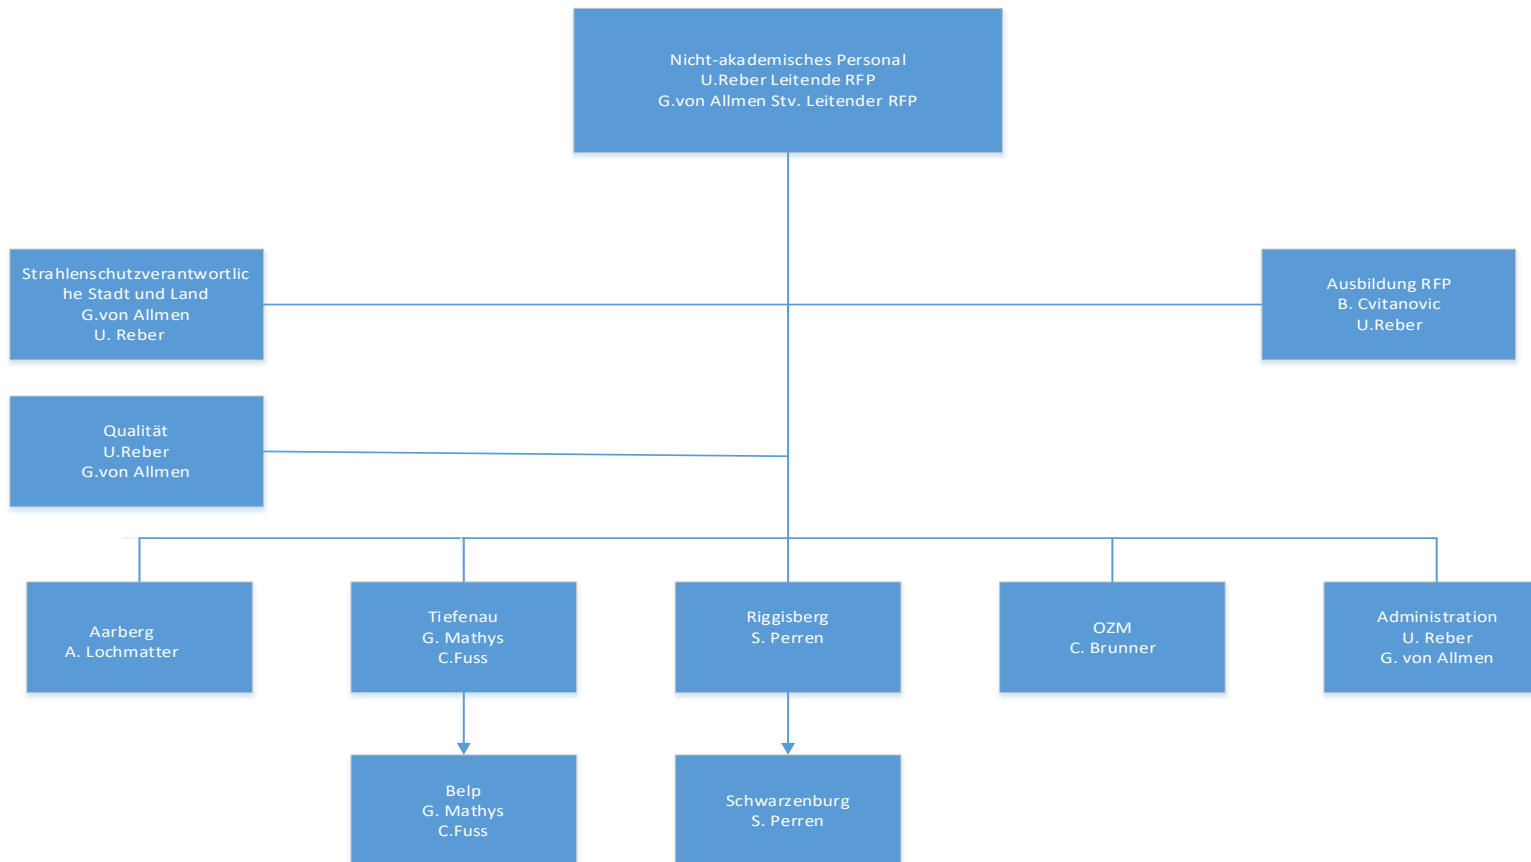 Nicht-akademisches Personal
U.Reber Leitende RFP
G.von Allmen Stv. Leitender RFP
Strahlenschutzverantwortlic
he Stadt und Land
G.von Allmen
U. Reber
Ausbildung RFP
B. Cvitanovic
U.Reber
Qualität
U.Reber
G.von Allmen
Aarberg
A. Lochmatter
Tiefenau
G. Mathys
C.Fuss
Riggisberg
S. Perren
OZM
C. Brunner
Administration
U. Reber
G. von Allmen
Belp
G. Mathys
C.Fuss
Schwarzenburg
S. Perren